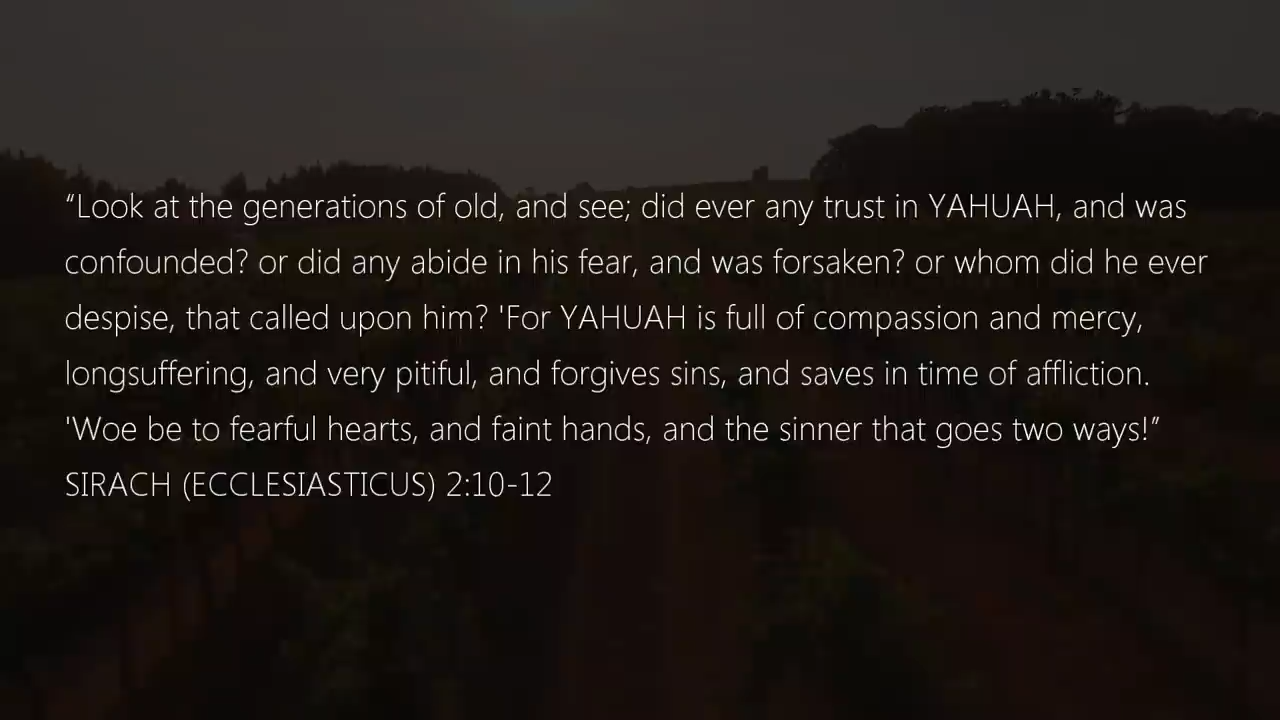 “Look at the generations of old, and see; did ever any trust in YAHUAH, and was
confounded? or did any abide in his fear, and was forsaken? or whom did he ever
despise, that called upon him? 'For YAHUAH is full of compassion and mercy,
longsuffering, and very pitiful, and forgives sins, and saves in time of affliction.
'Woe be to fearful hearts, and faint hands, and the sinner that goes two ways!”
SIRACH (ECCLESIASTICUS) 2:10-12